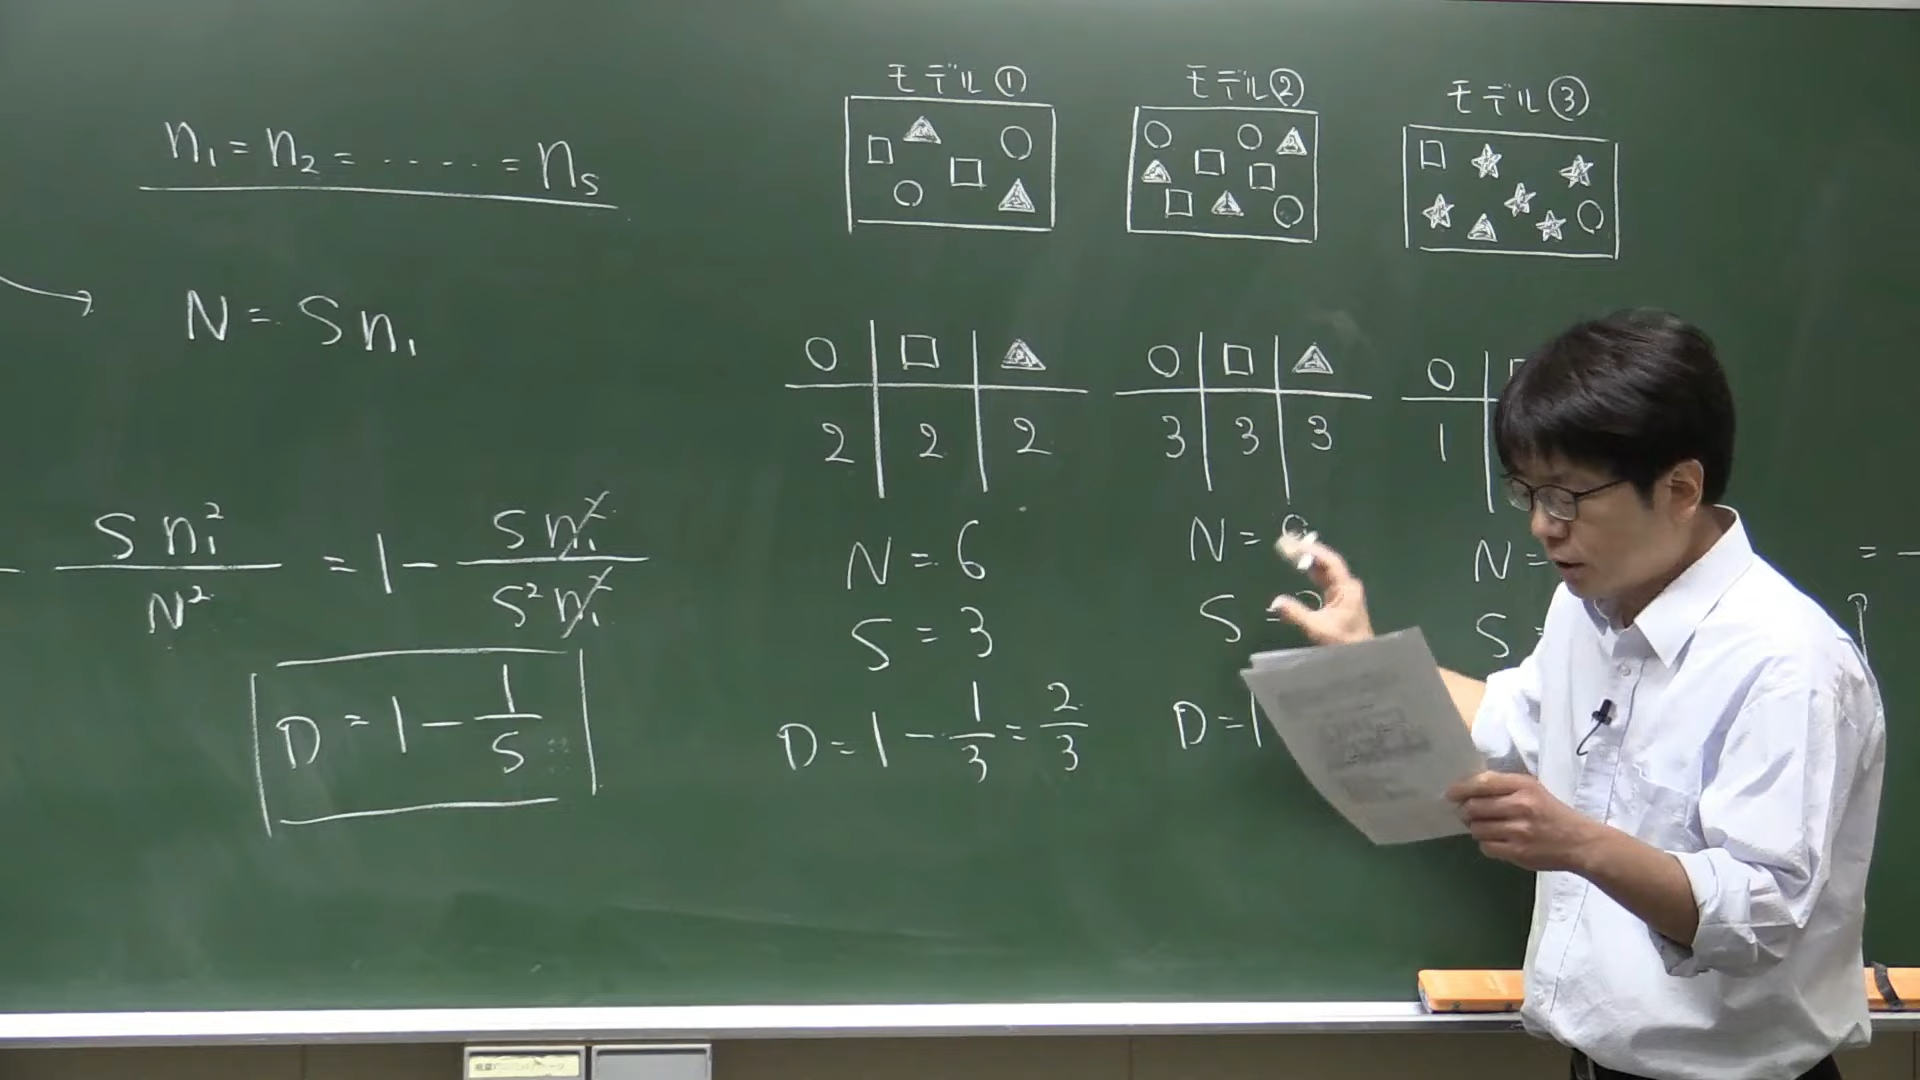 n₁ = n₂ = ····· = nₛ
N = S n₁
- S n₁² / N² = 1 - S n₁² / S² n₁²
D = 1 - 1/S
モデル①
○ □ △
2 2 2
N = 6
S = 3
D = 1 - 1/3 = 2/3
モデル②
○ □ △
3 3 3
N =
S =
D = 1
モデル③
○
1
N =
S =
= -